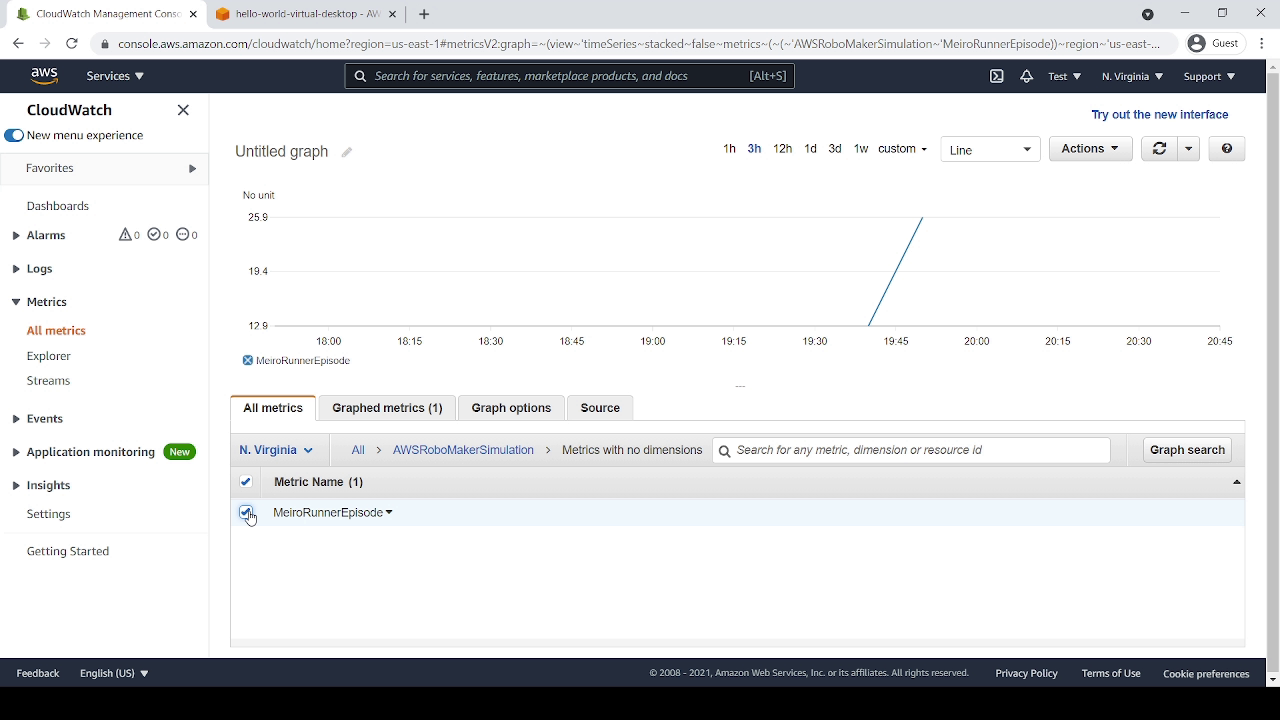 CloudWatch Management Conso
hello-world-virtual-desktop - AW
console.aws.amazon.com/cloudwatch/home?region=us-east-1#metricsV2:graph=~(view~'timeSeries~stacked~false~metrics~(~(~'AWSRoboMakerSimulation~'MeiroRunnerEpisode))~region~'us-east-...
Guest
aws
Services
Search for services, features, marketplace products, and docs
[Alt+S]
Test
N. Virginia
Support
CloudWatch
New menu experience
Favorites
Dashboards
Alarms
0
0
0
Logs
Metrics
All metrics
Explorer
Streams
Events
Application monitoring
New
Insights
Settings
Getting Started
Try out the new interface
Untitled graph
1h 3h 12h 1d 3d 1w custom
Line
Actions
No unit
25.9
19.4
12.9
18:00 18:15 18:30 18:45 19:00 19:15 19:30 19:45 20:00 20:15 20:30 20:45
MeiroRunnerEpisode
All metrics
Graphed metrics (1)
Graph options
Source
N. Virginia
All > AWSRoboMakerSimulation > Metrics with no dimensions
Search for any metric, dimension or resource id
Graph search
Metric Name (1)
MeiroRunnerEpisode
Feedback
English (US)
© 2008 - 2021, Amazon Web Services, Inc. or its affiliates. All rights reserved.
Privacy Policy
Terms of Use
Cookie preferences